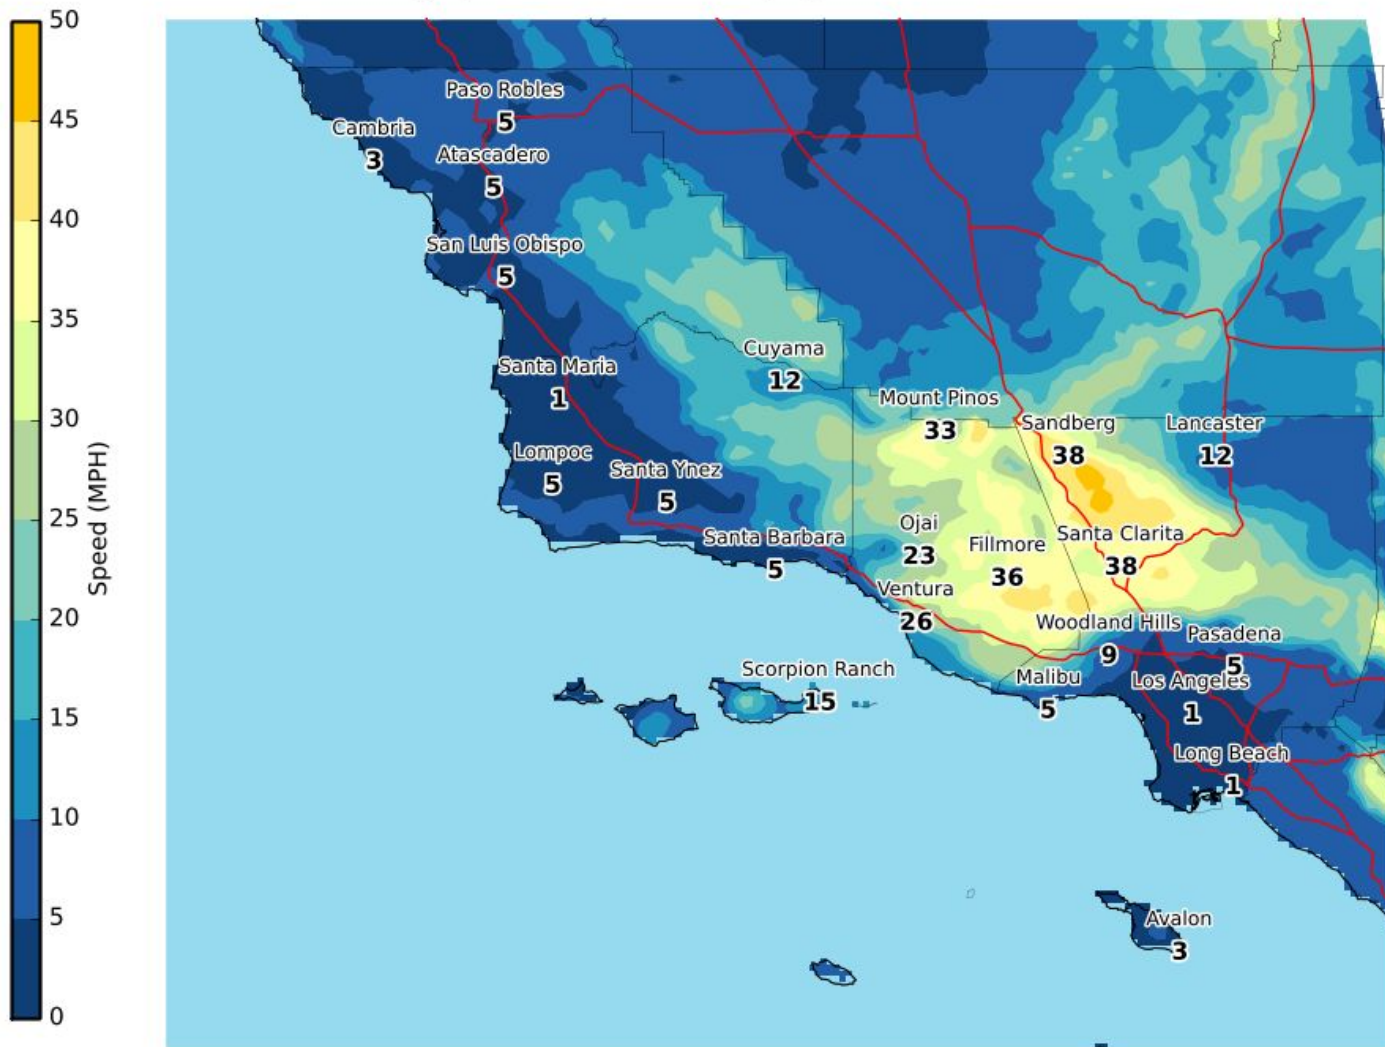 50
45
40
35
30
25
20
15
10
5
0
Speed (MPH)
Paso Robles
5
Cambria
3
Atascadero
5
San Luis Obispo
5
Cuyama
12
Santa Maria
1
Mount Pinos
33
Sandberg
38
Lancaster
12
Lompoc
5
Santa Ynez
5
Ojai
23
Santa Barbara
5
Fillmore
36
Santa Clarita
38
Ventura
26
Woodland Hills
9
Pasadena
5
Scorpion Ranch
15
Malibu
5
Los Angeles
1
Long Beach
1
Avalon
3